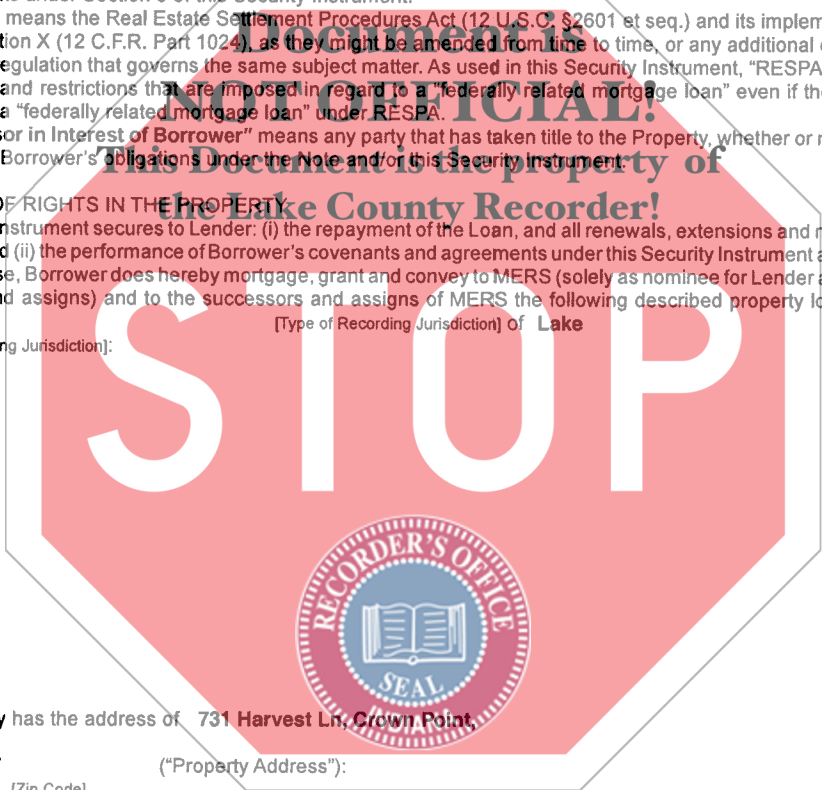 means the Real Estate Settlement Procedures Act (12 U.S.C. §2601 et seq.) and its implem
tion X (12 C.F.R. Part 1024), as they might be amended from time to time, or any additional
egulation that governs the same subject matter. As used in this Security Instrument, “RESPA
and restrictions that are imposed in regard to a “federally related mortgage loan” even if the
a “federally related mortgage loan” under RESPA.
or in Interest of Borrower” means any party that has taken title to the Property, whether or
Borrower's obligations under the Note and/or this Security Instrument.
Document is
NOT OFFICIAL!
This Document is the property of
the Lake County Recorder!
OF RIGHTS IN THE PROPERTY
nstrument secures to Lender: (i) the repayment of the Loan, and all renewals, extensions and
d (ii) the performance of Borrower's covenants and agreements under this Security Instrument
se, Borrower does hereby mortgage, grant and convey to MERS (solely as nominee for Lender
d assigns) and to the successors and assigns of MERS the following described property lo
[Type of Recording Jurisdiction] of Lake
ng Jurisdiction]:
STOP
RECORDER'S OFFICE
SEAL
INDIANA
y has the address of 731 Harvest Ln, Crown Point,
(“Property Address”):
[Zip Code]